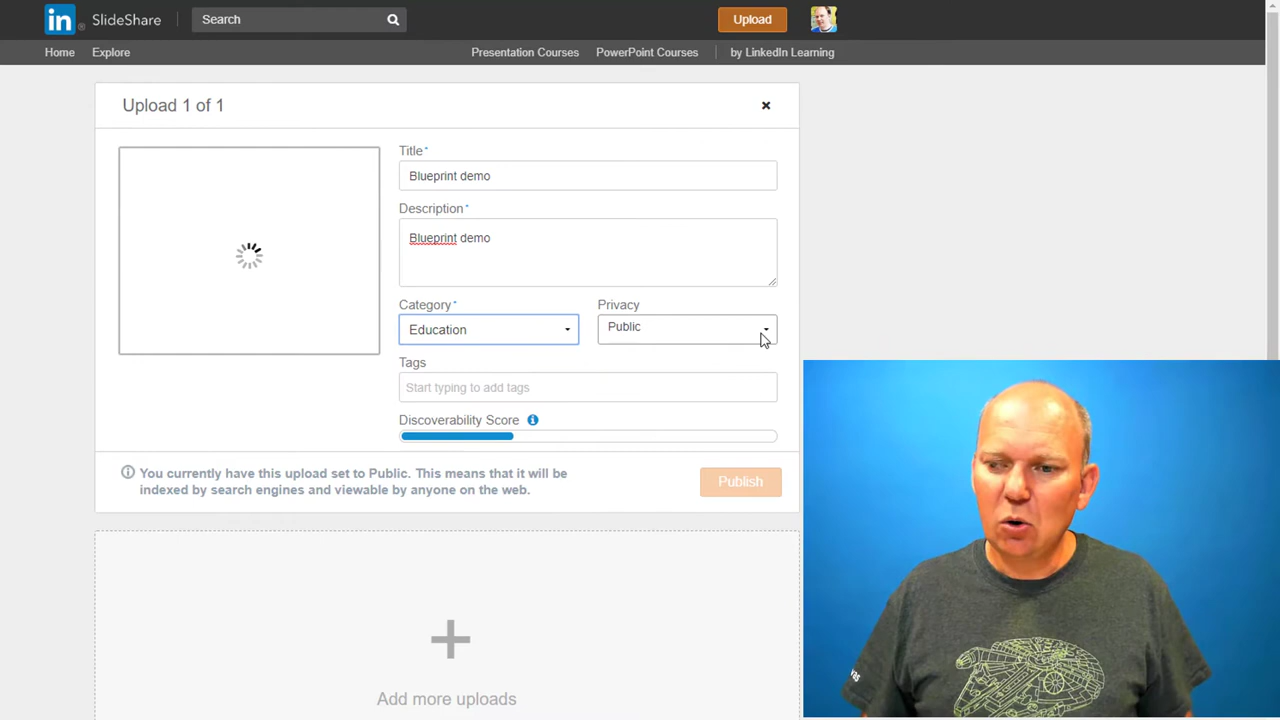 in SlideShare
Search
Upload
Home
Explore
Presentation Courses
PowerPoint Courses
by LinkedIn Learning
Upload 1 of 1
Title*
Blueprint demo
Description*
Blueprint demo
Category*
Privacy
Education
Public
Tags
Start typing to add tags
Discoverability Score
You currently have this upload set to Public. This means that it will be
indexed by search engines and viewable by anyone on the web.
Publish
Add more uploads